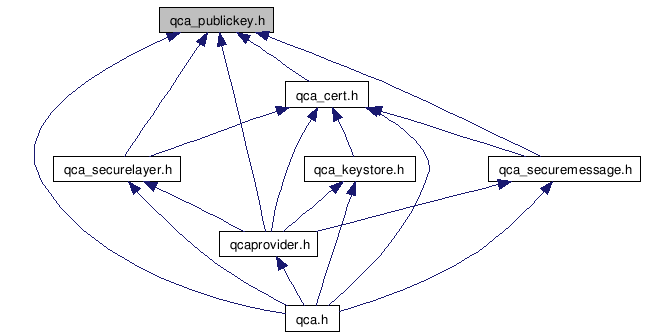 qca_publickey.h
qca_cert.h
qca_securelayer.h
qca_keystore.h
qca_securemessage.h
qcaprovider.h
qca.h